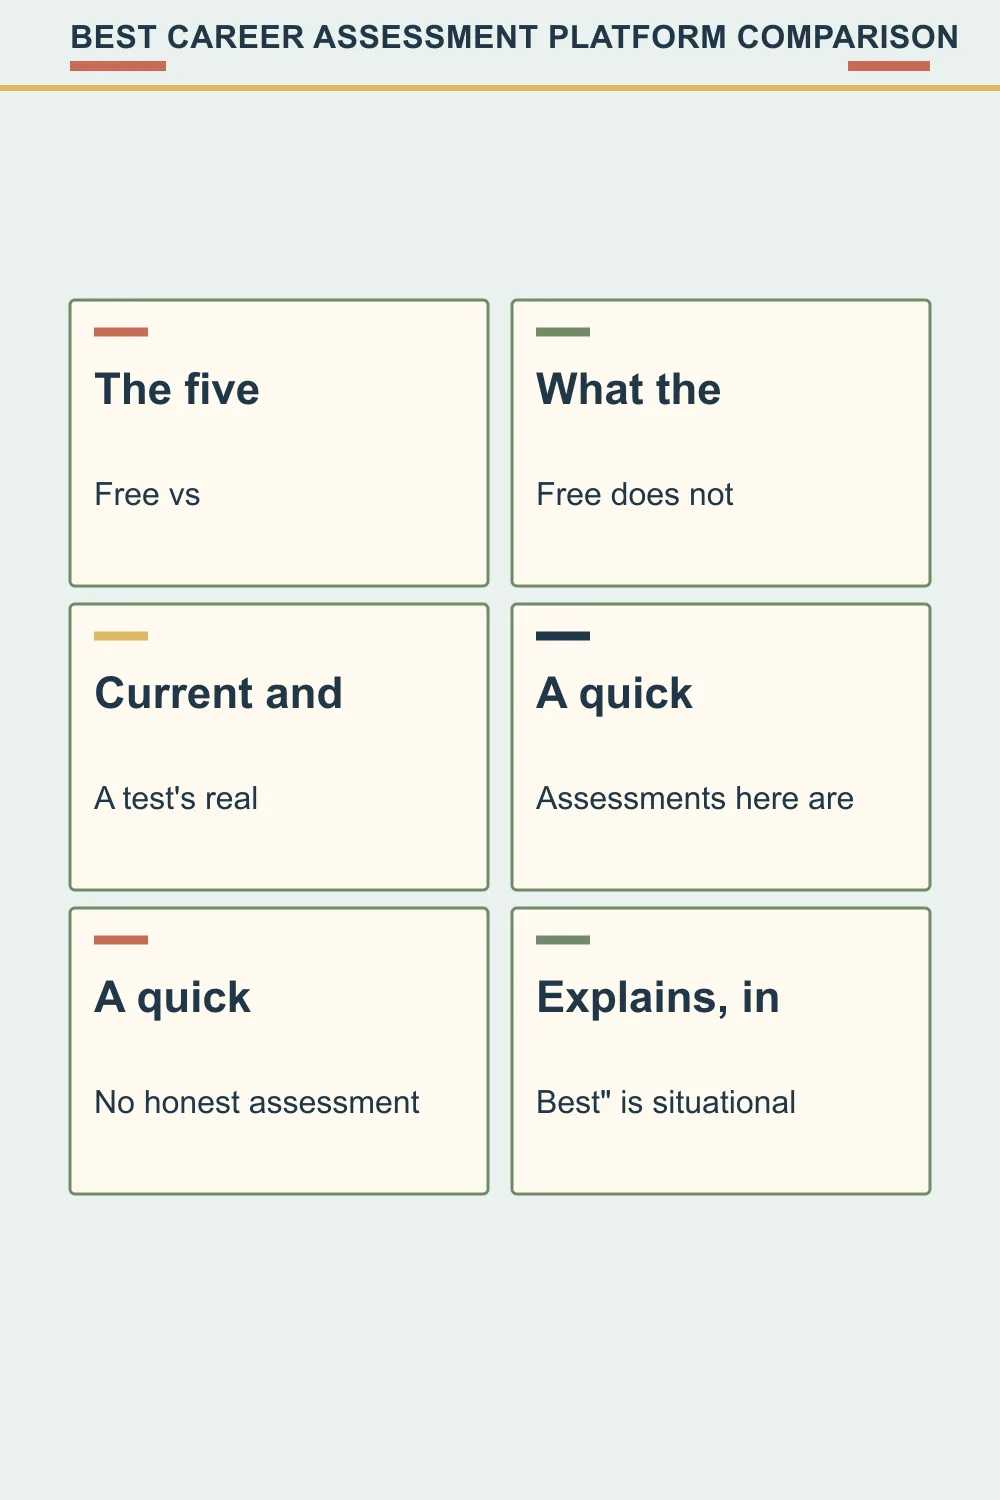 BEST CAREER ASSESSMENT PLATFORM COMPARISON
The five
Free vs
What the
Free does not
Current and
A test's real
A quick
Assessments here are
A quick
No honest assessment
Explains, in
Best" is situational